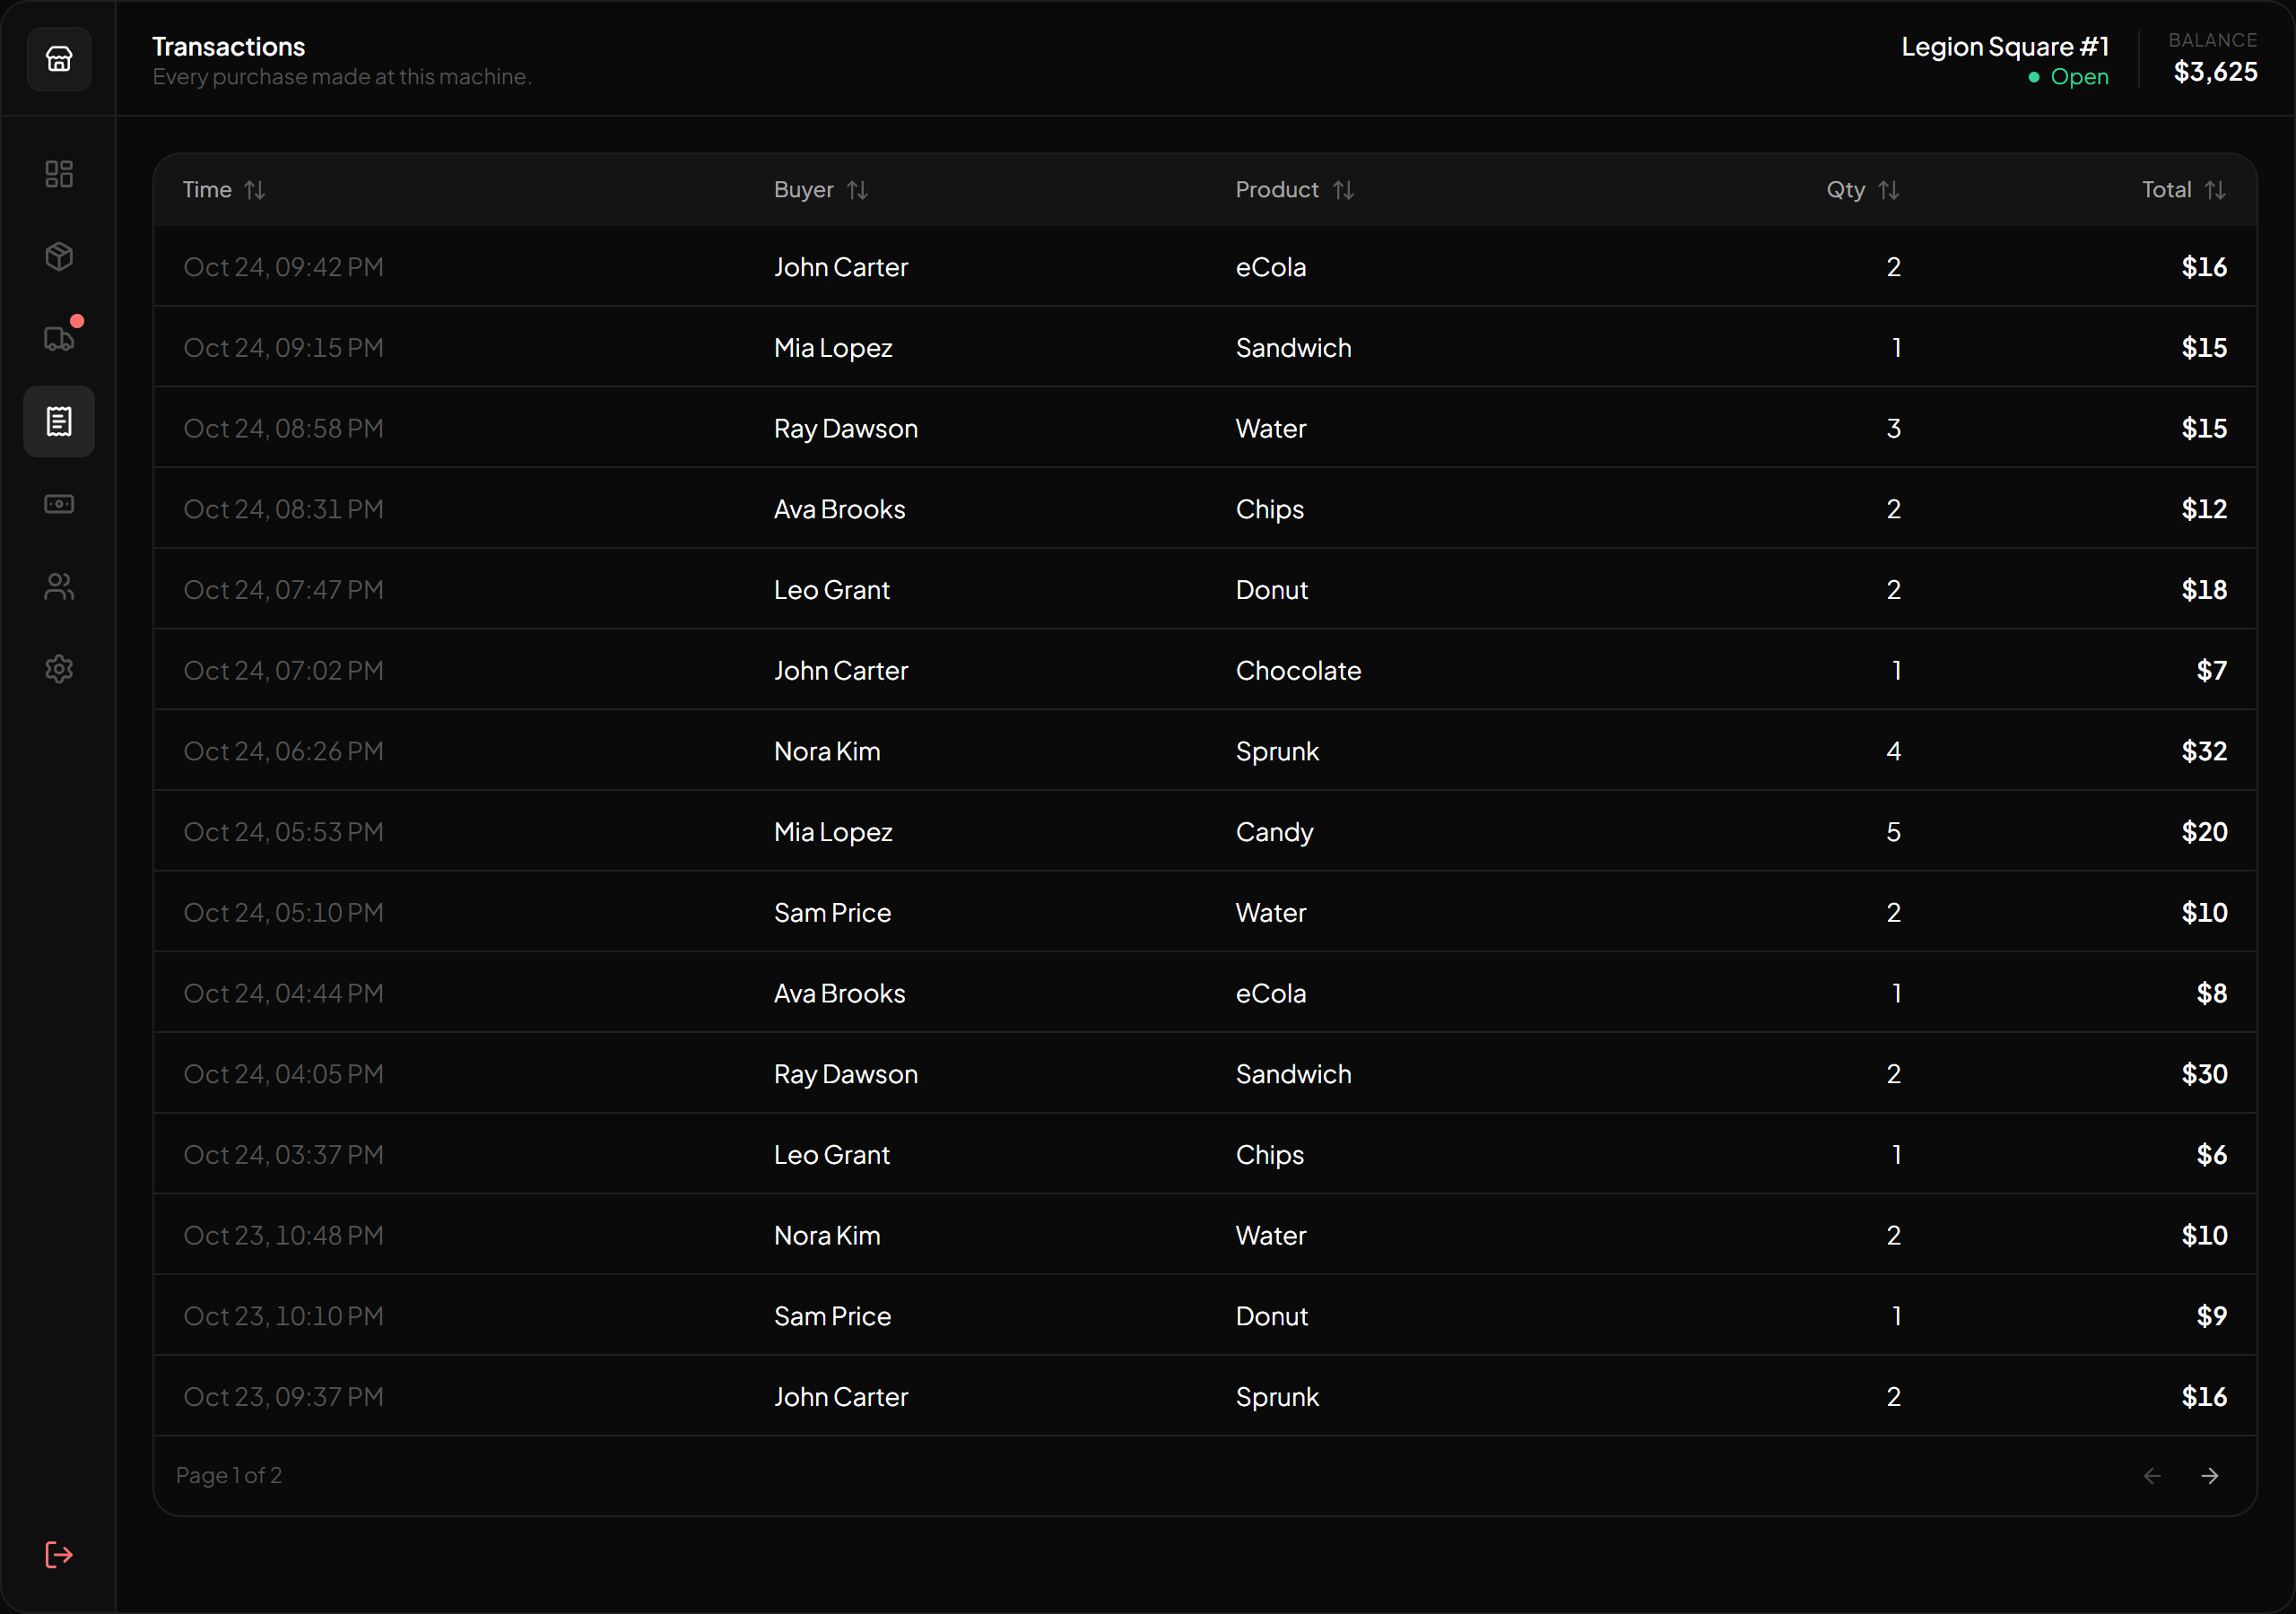 Transactions
Every purchase made at this machine.
Legion Square #1
Open
BALANCE
$3,625
Time Buyer Product Qty Total
Oct 24, 09:42 PM John Carter eCola 2 $16
Oct 24, 09:15 PM Mia Lopez Sandwich 1 $15
Oct 24, 08:58 PM Ray Dawson Water 3 $15
Oct 24, 08:31 PM Ava Brooks Chips 2 $12
Oct 24, 07:47 PM Leo Grant Donut 2 $18
Oct 24, 07:02 PM John Carter Chocolate 1 $7
Oct 24, 06:26 PM Nora Kim Sprunk 4 $32
Oct 24, 05:53 PM Mia Lopez Candy 5 $20
Oct 24, 05:10 PM Sam Price Water 2 $10
Oct 24, 04:44 PM Ava Brooks eCola 1 $8
Oct 24, 04:05 PM Ray Dawson Sandwich 2 $30
Oct 24, 03:37 PM Leo Grant Chips 1 $6
Oct 23, 10:48 PM Nora Kim Water 2 $10
Oct 23, 10:10 PM Sam Price Donut 1 $9
Oct 23, 09:37 PM John Carter Sprunk 2 $16
Page 1 of 2